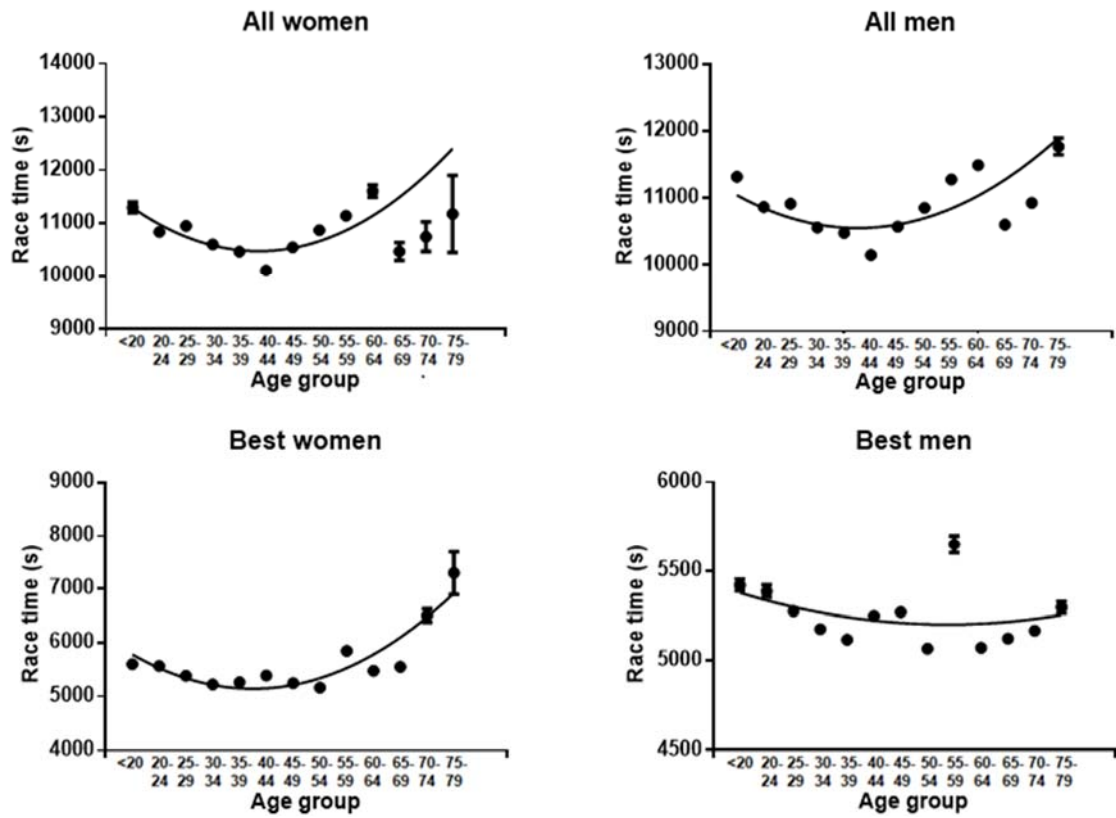 All women
Race time (s)
14000
13000
12000
11000
10000
9000
<20 20-24 25-29 30-34 35-39 40-44 45-49 50-54 55-59 60-64 65-69 70-74 75-79
Age group
All men
Race time (s)
13000
12000
11000
10000
9000
<20 20-24 25-29 30-34 35-39 40-44 45-49 50-54 55-59 60-64 65-69 70-74 75-79
Age group
Best women
Race time (s)
9000
8000
7000
6000
5000
4000
<20 20-24 25-29 30-34 35-39 40-44 45-49 50-54 55-59 60-64 65-69 70-74 75-79
Age group
Best men
Race time (s)
6000
5500
5000
4500
<20 20-24 25-29 30-34 35-39 40-44 45-49 50-54 55-59 60-64 65-69 70-74 75-79
Age group